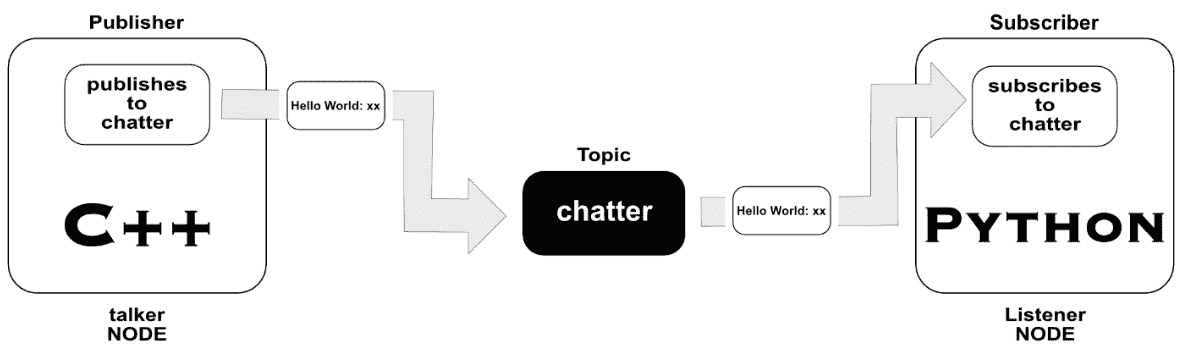 Publisher
publishes
to
chatter
C++
talker
NODE
Hello World: xx
Topic
chatter
Hello World: xx
Subscriber
subscribes
to
chatter
PYTHON
Listener
NODE